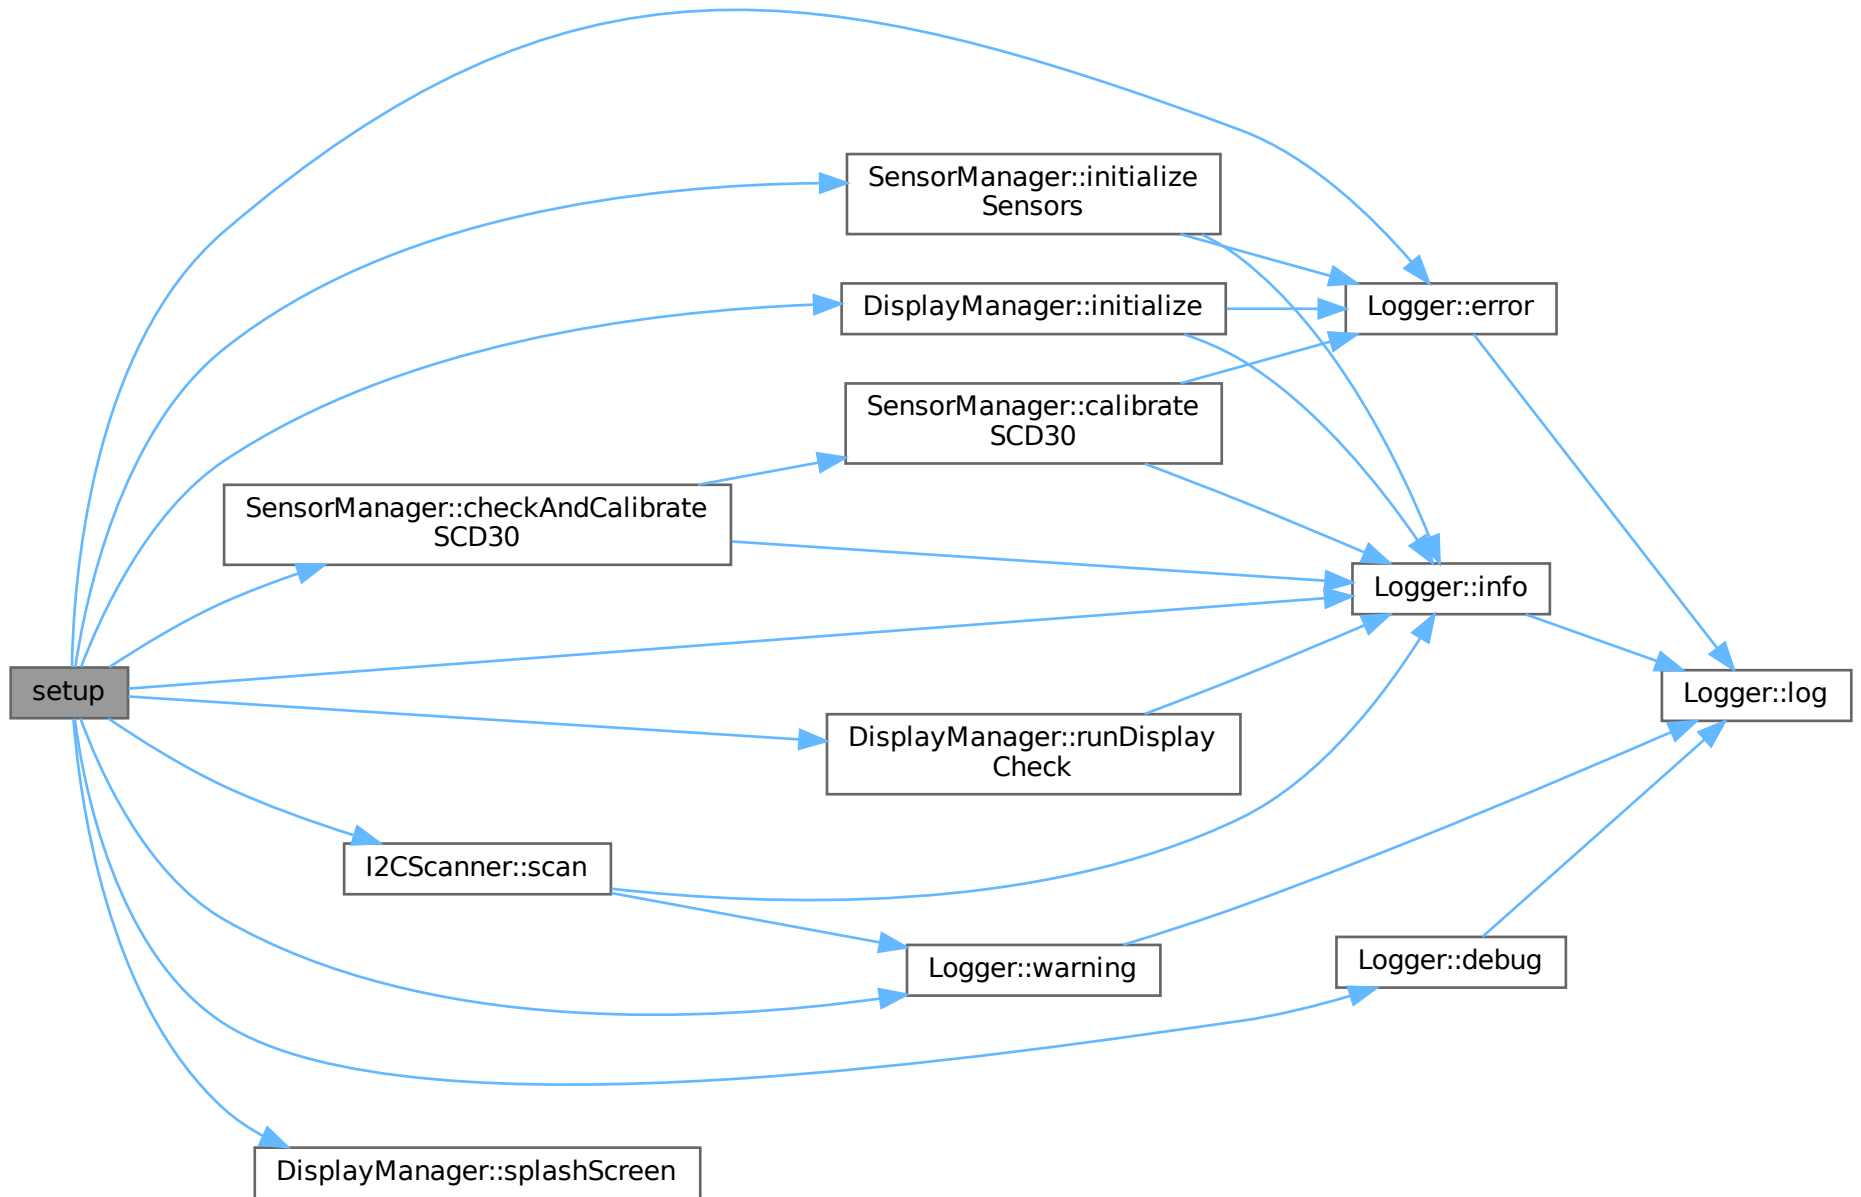 SensorManager::initialize
Sensors
DisplayManager::initialize
Logger::error
SensorManager::calibrate
SCD30
SensorManager::checkAndCalibrate
SCD30
Logger::info
setup
Logger::log
DisplayManager::runDisplay
Check
I2CScanner::scan
Logger::warning
Logger::debug
DisplayManager::splashScreen